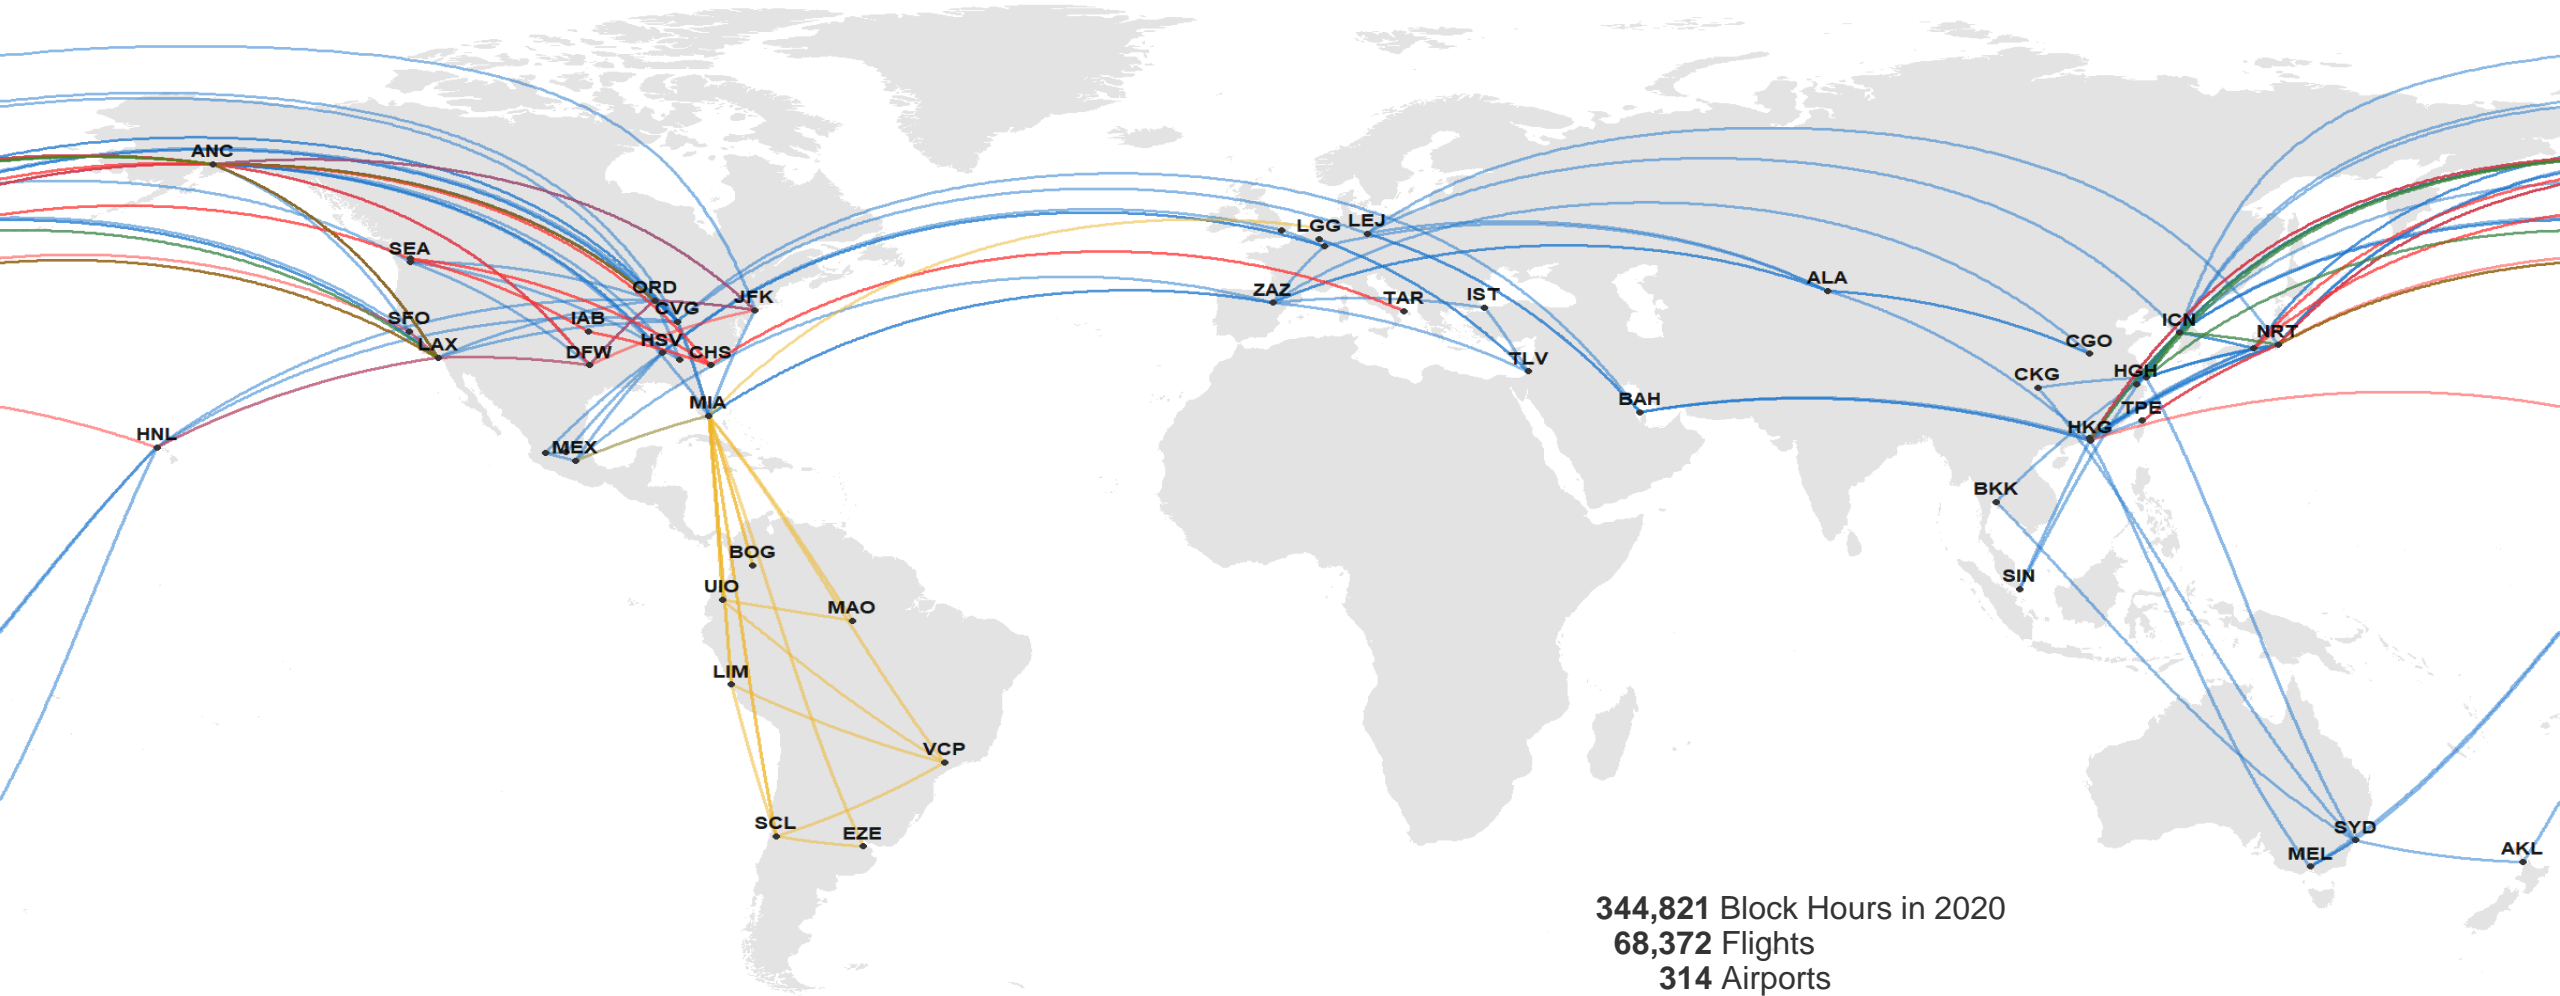 ANC
SEA
ORD
CVG
JFK
SFO
IAB
LAX
HSV
DFW
CHS
MIA
HNL
MEX
BOG
UIO
MAO
LIM
VCP
SCL
EZE
LGG
LEJ
ZAZ
TAR
IST
TLV
BAH
ALA
CGO
ICN
NRT
CKG
HGH
TPE
HKG
BKK
SIN
SYD
MEL
AKL
344,821 Block Hours in 2020
68,372 Flights
314 Airports